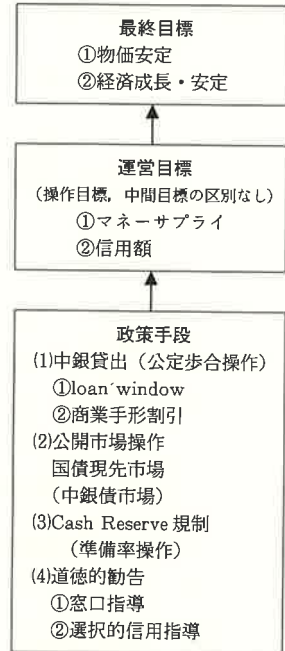 最終目標
①物価安定
②経済成長・安定
運営目標
(操作目標，中間目標の区別なし)
①マネーサプライ
②信用額
政策手段
(1)中銀貸出（公定歩合操作）
①loan window
②商業手形割引
(2)公開市場操作
国債現先市場
（中銀債市場）
(3)Cash Reserve 規制
（準備率操作）
(4)道徳的勧告
①窓口指導
②選択的信用指導